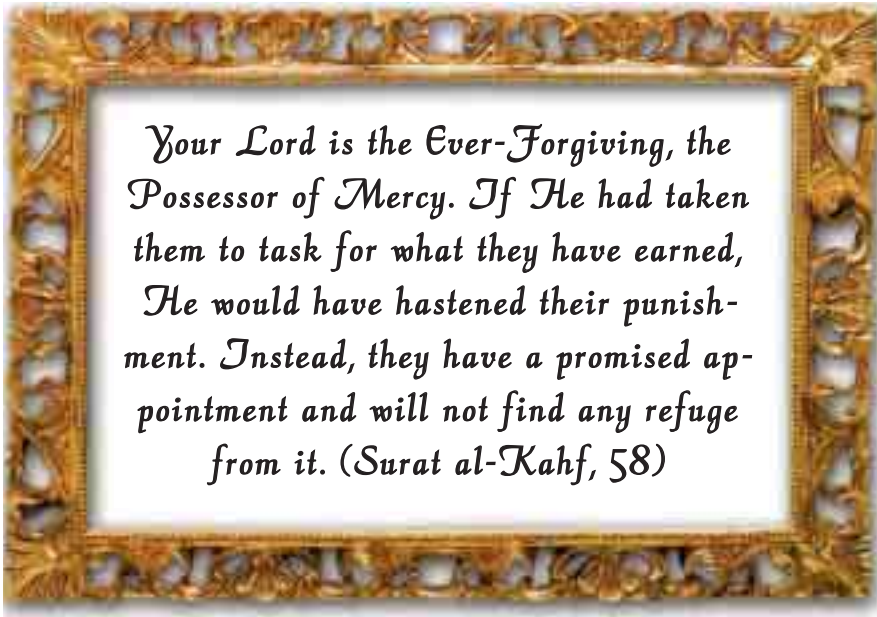 Your Lord is the Ever-Forgiving, the
Possessor of Mercy. If He had taken
them to task for what they have earned,
He would have hastened their punish-
ment. Instead, they have a promised ap-
pointment and will not find any refuge
from it. (Surat al-Kahf, 58)